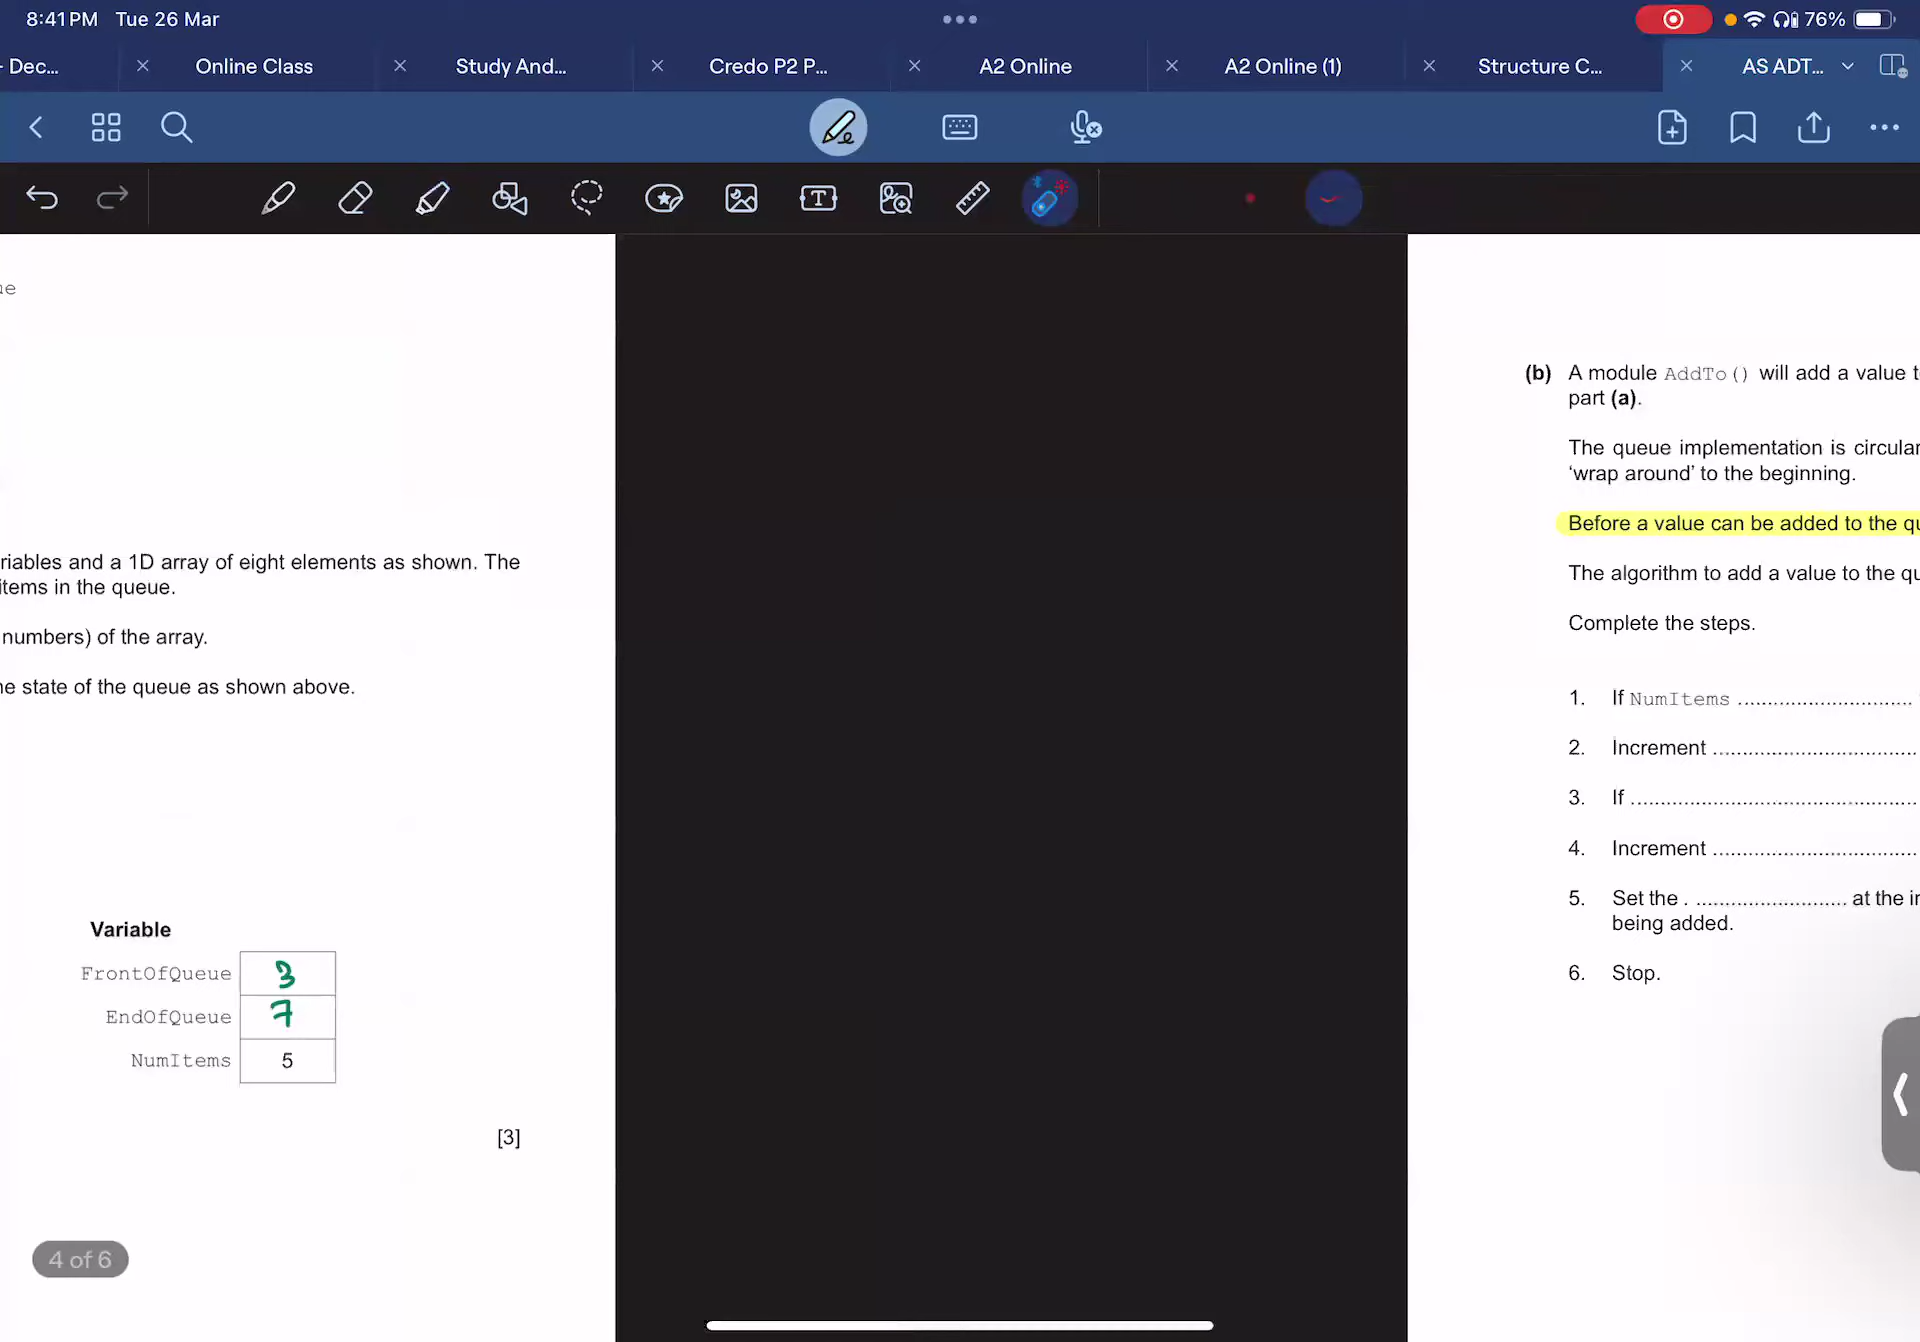 8:41 PM Tue 26 Mar
76%
- Dec...
Online Class
Study And...
Credo P2 P...
A2 Online
A2 Online (1)
Structure C...
AS ADT...
riables and a 1D array of eight elements as shown. The
items in the queue.
numbers) of the array.
state of the queue as shown above.
Variable
FrontOfQueue 3
EndOfQueue 7
NumItems 5
[3]
4 of 6
(b) A module AddTo() will add a value t
part (a).
The queue implementation is circular
'wrap around' to the beginning.
Before a value can be added to the qu
The algorithm to add a value to the qu
Complete the steps.
1. If NumItems ..............................
2. Increment ...................................
3. If .................................................
4. Increment ...................................
5. Set the . .......................... at the in
being added.
6. Stop.